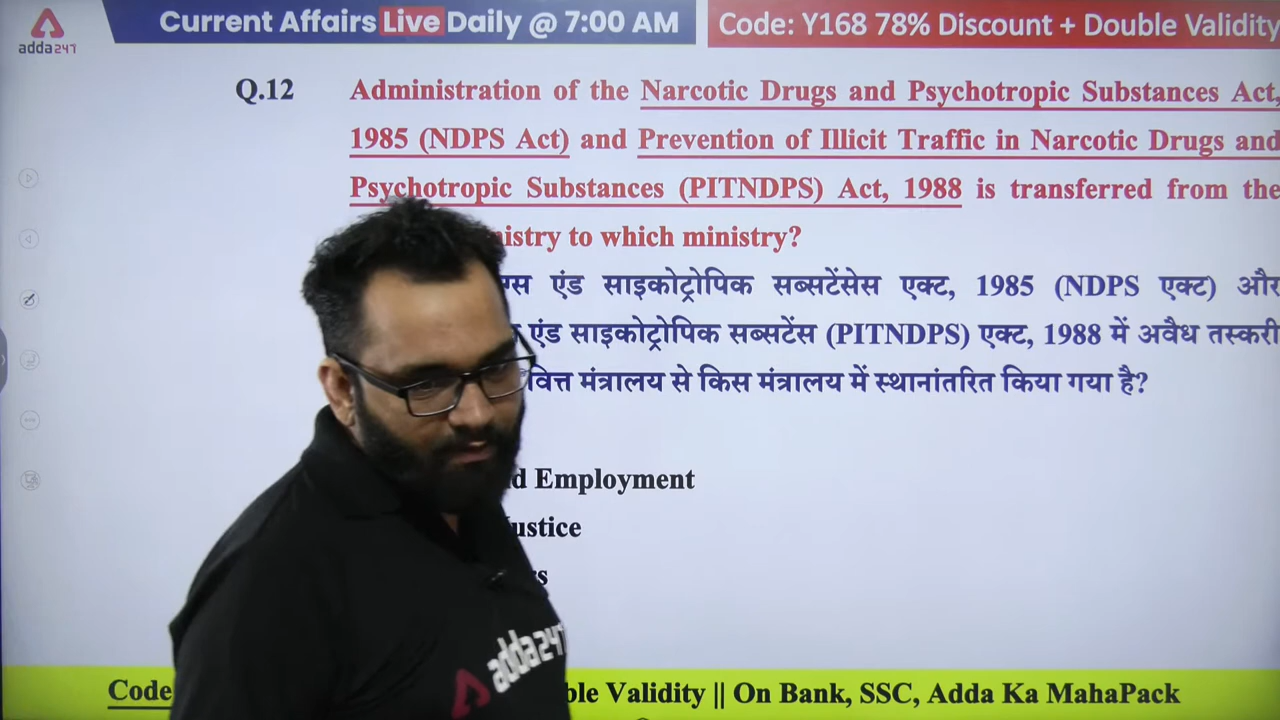 adda247
Current Affairs Live Daily @ 7:00 AM
Code: Y168 78% Discount + Double Validity
Q.12
Administration of the Narcotic Drugs and Psychotropic Substances Act,
1985 (NDPS Act) and Prevention of Illicit Traffic in Narcotic Drugs and
Psychotropic Substances (PITNDPS) Act, 1988 is transferred from the
to which ministry?
एंड साइकोट्रोपिक सब्सटेंसेस एक्ट, 1985 (NDPS एक्ट) और
एंड साइकोट्रोपिक सब्सटेंस (PITNDPS) एक्ट, 1988 में अवैध तस्करी
वित्त मंत्रालय से किस मंत्रालय में स्थानांतरित किया गया है?
Employment
adda247
Code
Validity || On Bank, SSC, Adda Ka MahaPack